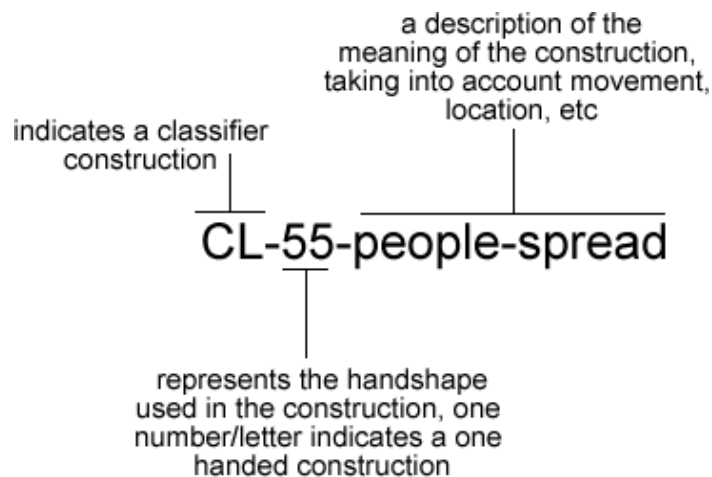 a description of the
meaning of the construction,
taking into account movement,
location, etc
indicates a classifier
construction
CL-55-people-spread
represents the handshape
used in the construction, one
number/letter indicates a one
handed construction